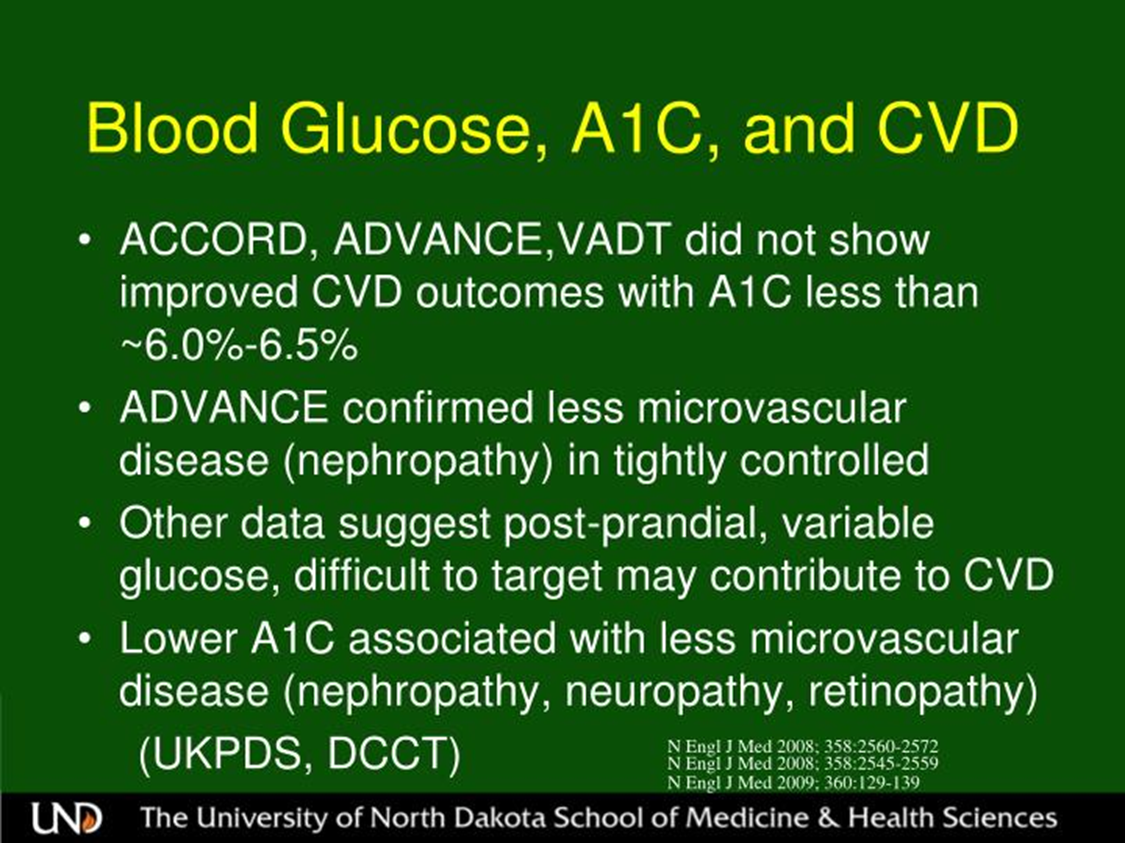 Blood Glucose, A1C, and CVD
• ACCORD, ADVANCE,VADT did not show
improved CVD outcomes with A1C less than
~6.0%-6.5%
• ADVANCE confirmed less microvascular
disease (nephropathy) in tightly controlled
• Other data suggest post-prandial, variable
glucose, difficult to target may contribute to CVD
• Lower A1C associated with less microvascular
disease (nephropathy, neuropathy, retinopathy)
(UKPDS, DCCT)
N Engl J Med 2008; 358:2560-2572
N Engl J Med 2008; 358:2545-2559
N Engl J Med 2009; 360:129-139
UND The University of North Dakota School of Medicine & Health Sciences